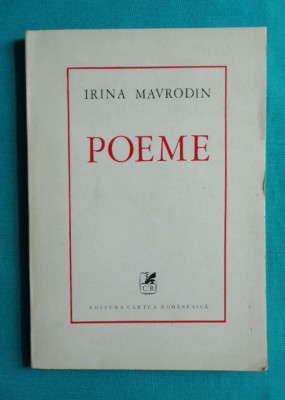 IRINA MAVRODIN
POEME
CR
EDITURA CARTEA ROMÂNEASCĂ